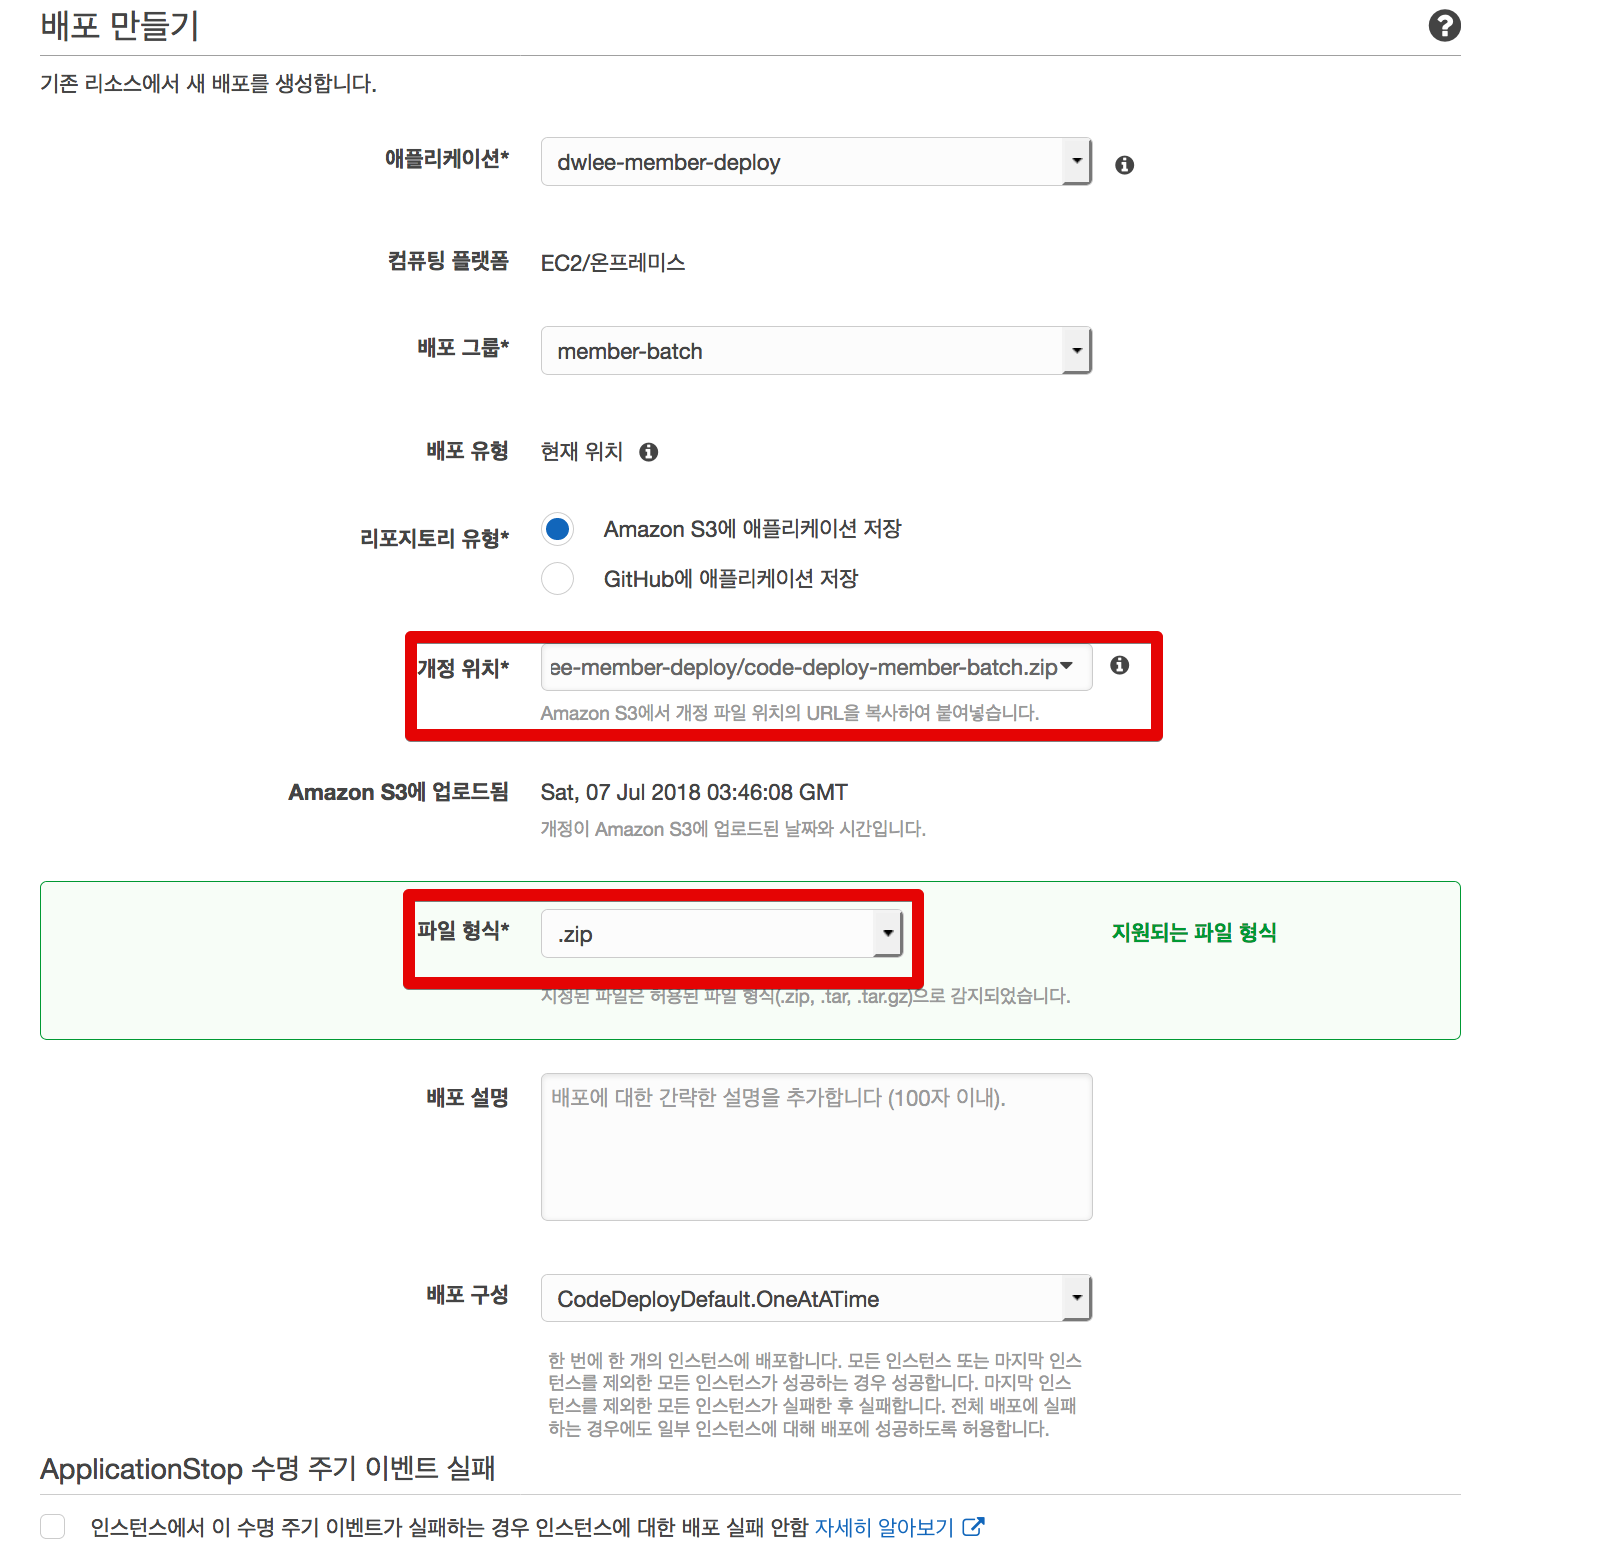 배포 만들기
기존 리소스에서 새 배포를 생성합니다.
애플리케이션* dwlee-member-deploy
컴퓨팅 플랫폼 EC2/온프레미스
배포 그룹* member-batch
배포 유형 현재 위치
리포지토리 유형* Amazon S3에 애플리케이션 저장
GitHub에 애플리케이션 저장
개정 위치* ee-member-deploy/code-deploy-member-batch.zip
Amazon S3에서 개정 파일 위치의 URL을 복사하여 붙여넣습니다.
Amazon S3에 업로드됨 Sat, 07 Jul 2018 03:46:08 GMT
개정이 Amazon S3에 업로드된 날짜와 시간입니다.
파일 형식* .zip 지원되는 파일 형식
지정된 파일은 허용된 파일 형식(.zip, .tar, .tar.gz)으로 감지되었습니다.
배포 설명 배포에 대한 간략한 설명을 추가합니다 (100자 이내).
배포 구성 CodeDeployDefault.OneAtATime
한 번에 한 개의 인스턴스에 배포합니다. 모든 인스턴스 또는 마지막 인스
턴스를 제외한 모든 인스턴스가 성공하는 경우 성공합니다. 마지막 인스
턴스를 제외한 모든 인스턴스가 실패한 후 실패합니다. 전체 배포에 실패
하는 경우에도 일부 인스턴스에 대해 배포에 성공하도록 허용합니다.
ApplicationStop 수명 주기 이벤트 실패
인스턴스에서 이 수명 주기 이벤트가 실패하는 경우 인스턴스에 대한 배포 실패 안함 자세히 알아보기